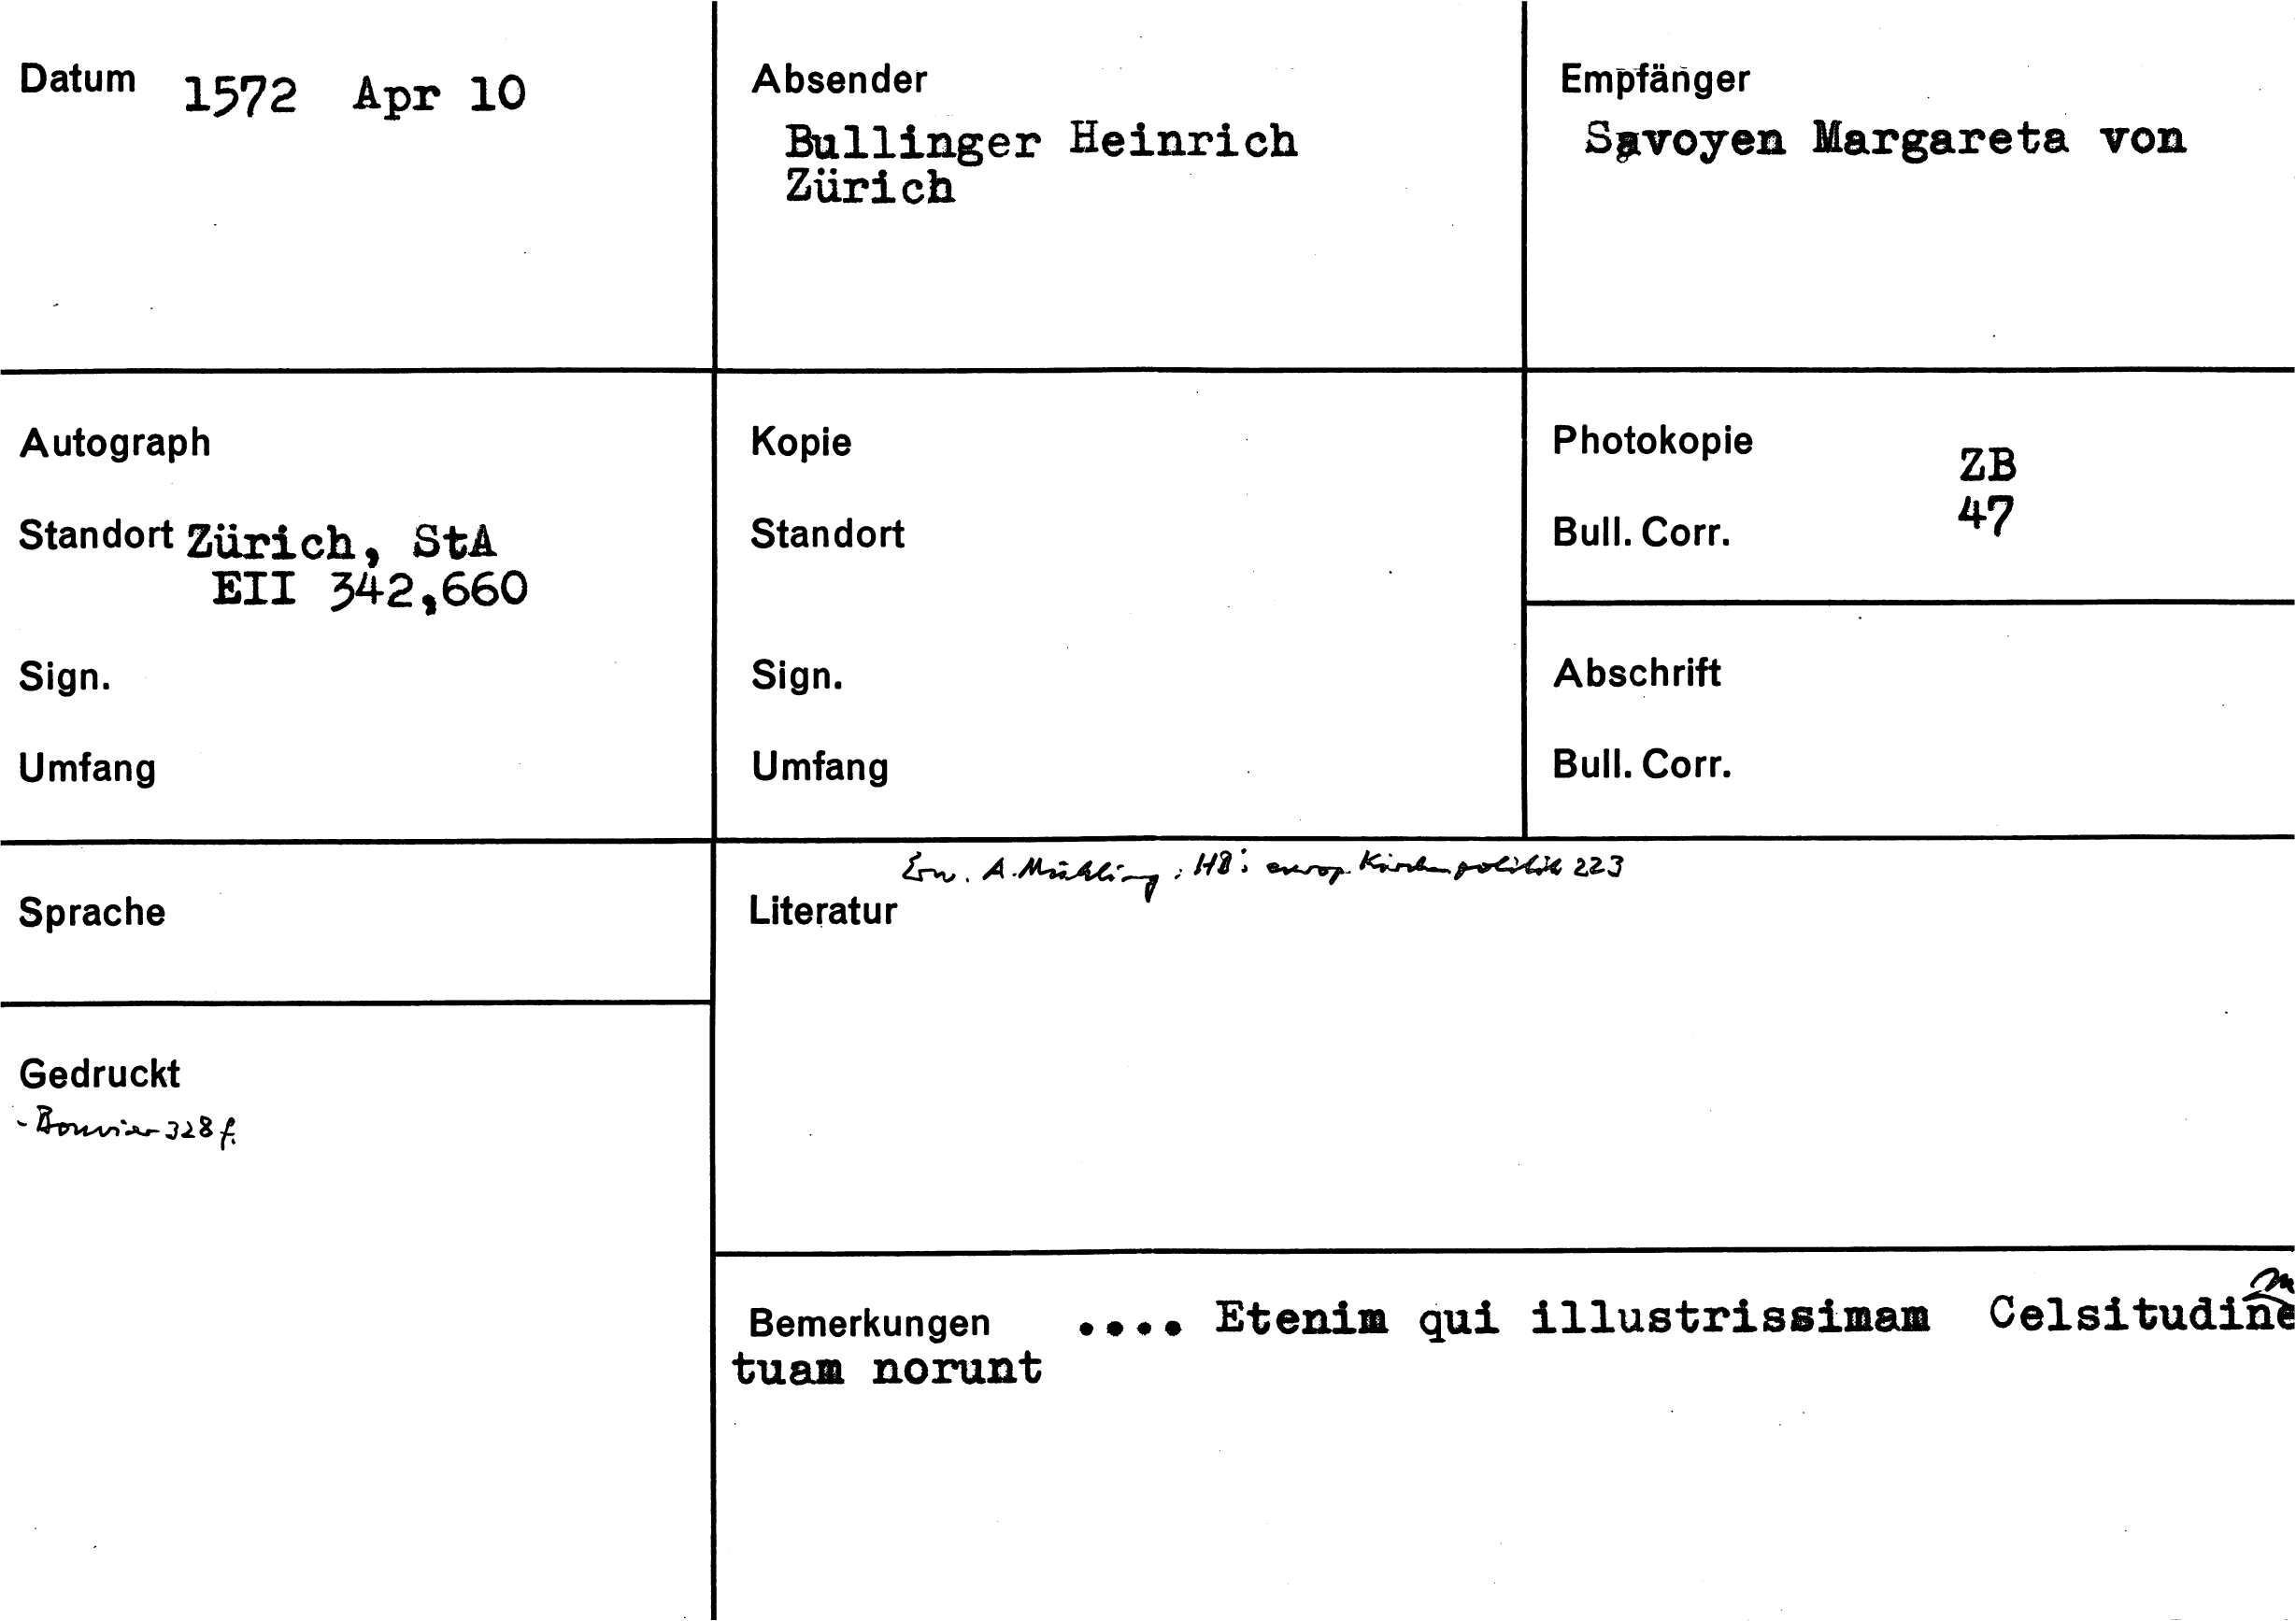 Datum 1572 Apr 10
Absender
Bullinger Heinrich
Zürich
Empfänger
Savoyen Margareta von
Autograph
Standort Zürich, StA
EII 342,660
Sign.
Umfang
Kopie
Standort
Sign.
Umfang
Photokopie ZB
Bull. Corr. 47
Abschrift
Bull. Corr.
Sprache
Erw. A. Mühling: HB's europ. Kirchenpolitik 223
Literatur
Gedruckt
- Bouvier 328 f.
Bemerkungen .... Etenim qui illustrissimam Celsitudinem
tuam norunt